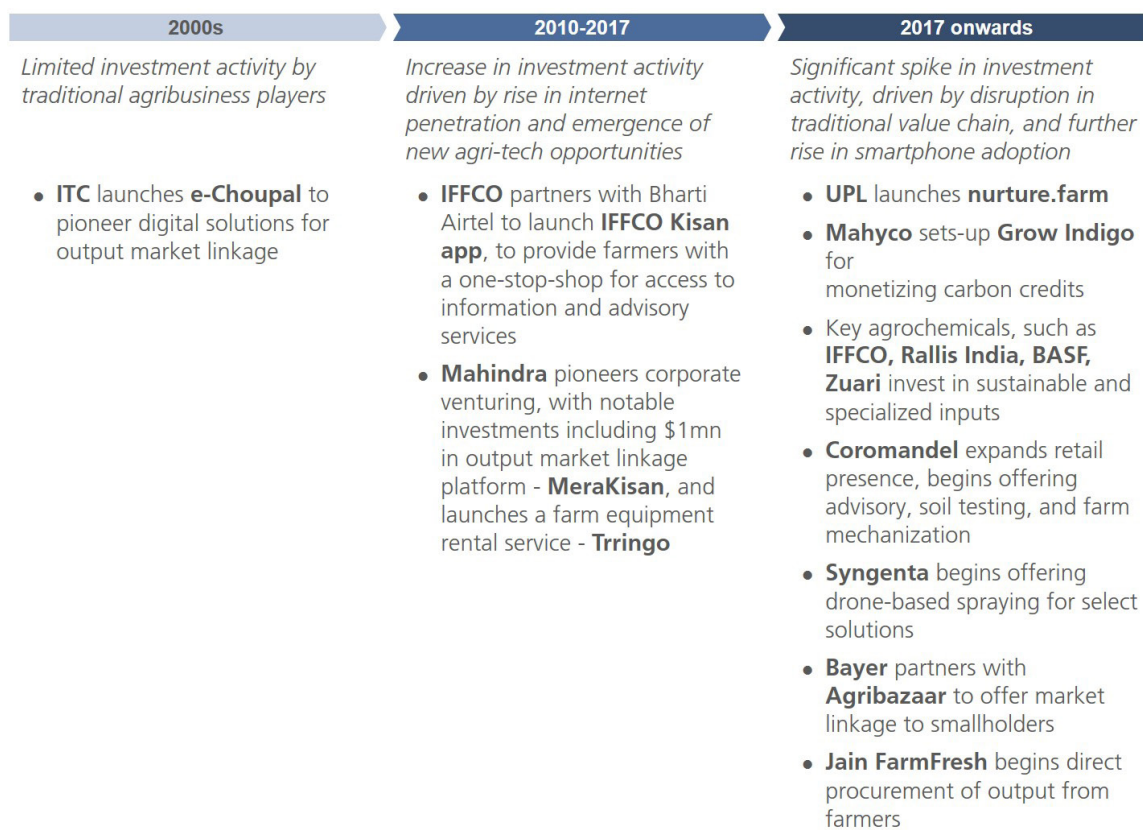 2000s
Limited investment activity by
traditional agribusiness players
• ITC launches e-Choupal to
pioneer digital solutions for
output market linkage
2010-2017
Increase in investment activity
driven by rise in internet
penetration and emergence of
new agri-tech opportunities
• IFFCO partners with Bharti
Airtel to launch IFFCO Kisan
app, to provide farmers with
a one-stop-shop for access to
information and advisory
services
• Mahindra pioneers corporate
venturing, with notable
investments including $1mn
in output market linkage
platform - MeraKisan, and
launches a farm equipment
rental service - Trringo
2017 onwards
Significant spike in investment
activity, driven by disruption in
traditional value chain, and further
rise in smartphone adoption
• UPL launches nurture.farm
• Mahyco sets-up Grow Indigo
for
monetizing carbon credits
• Key agrochemicals, such as
IFFCO, Rallis India, BASF,
Zuari invest in sustainable and
specialized inputs
• Coromandel expands retail
presence, begins offering
advisory, soil testing, and farm
mechanization
• Syngenta begins offering
drone-based spraying for select
solutions
• Bayer partners with
Agribazaar to offer market
linkage to smallholders
• Jain FarmFresh begins direct
procurement of output from
farmers